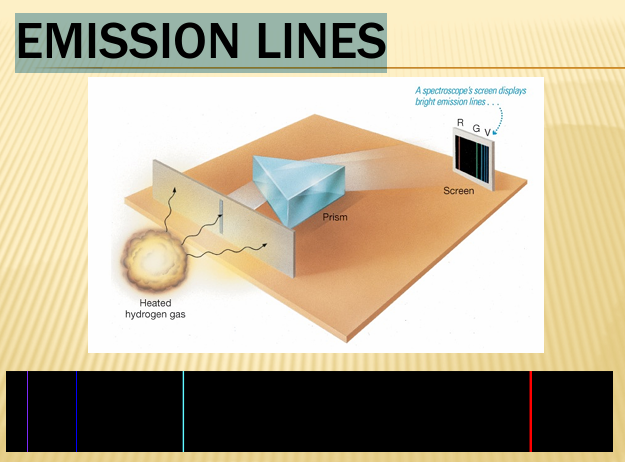 EMISSION LINES
A spectroscope's screen displays
bright emission lines . . .
R G V
Screen
Prism
Heated
hydrogen gas